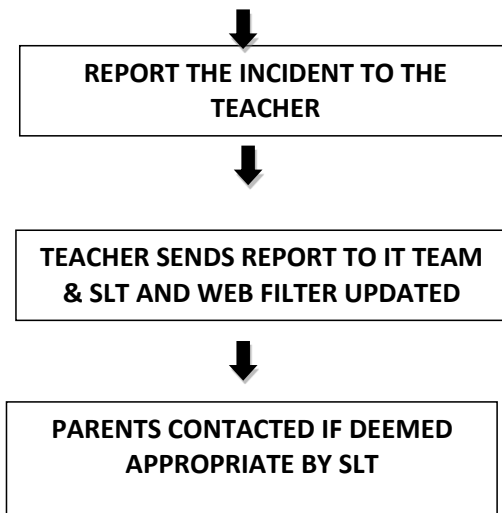 REPORT THE INCIDENT TO THE
TEACHER
TEACHER SENDS REPORT TO IT TEAM
& SLT AND WEB FILTER UPDATED
PARENTS CONTACTED IF DEEMED
APPROPRIATE BY SLT